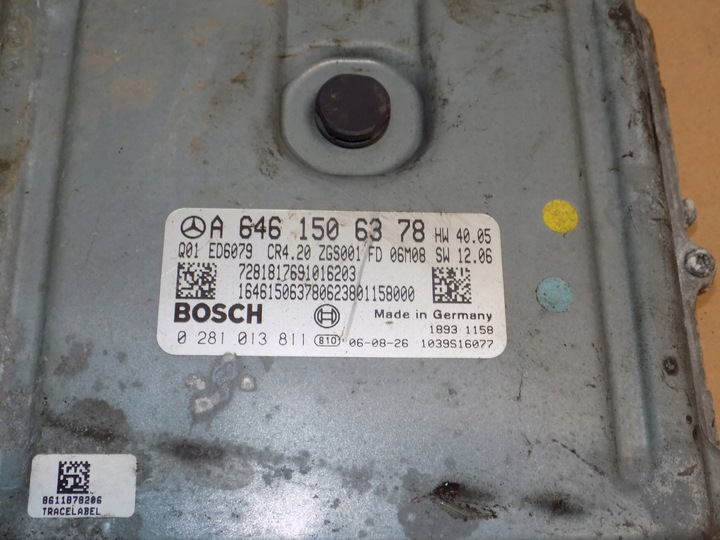 A 646 150 63 78 HW 40.05
Q01 ED6079 CR4.20 ZGS001 FD 06M08 SW 12.06
7281817691016203
164615063780623801158000
BOSCH Made in Germany
1893 1158
0 281 013 811 810 06-08-26 1039S16077
8611878206
TRACELABEL